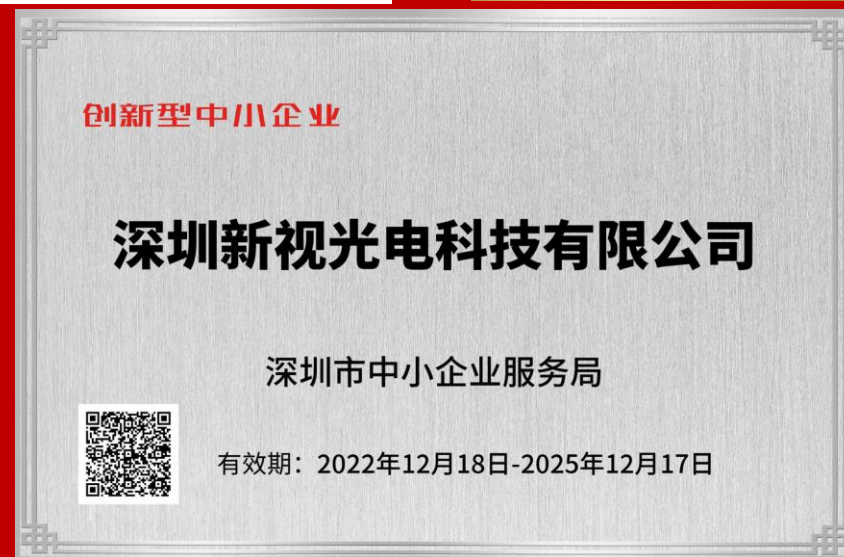 创新型中小企业
深圳新视光电科技有限公司
深圳市中小企业服务局
有效期：2022年12月18日-2025年12月17日